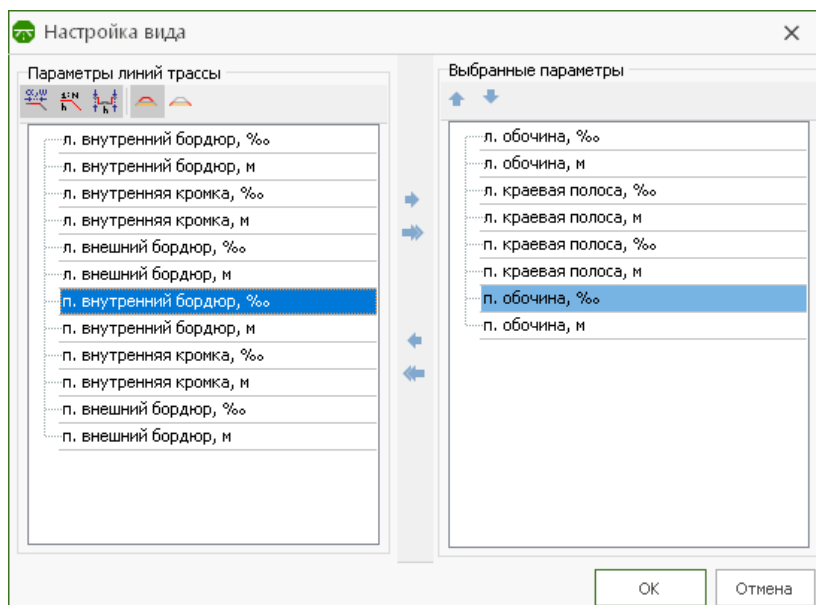 Настройка вида
Параметры линий трассы
л. внутренний бордюр, ‰
л. внутренний бордюр, м
л. внутренняя кромка, ‰
л. внутренняя кромка, м
л. внешний бордюр, ‰
л. внешний бордюр, м
п. внутренний бордюр, ‰
п. внутренний бордюр, м
п. внутренняя кромка, ‰
п. внутренняя кромка, м
п. внешний бордюр, ‰
п. внешний бордюр, м
Выбранные параметры
л. обочина, ‰
л. обочина, м
л. краевая полоса, ‰
л. краевая полоса, м
п. краевая полоса, ‰
п. краевая полоса, м
п. обочина, ‰
п. обочина, м
ОК
Отмена